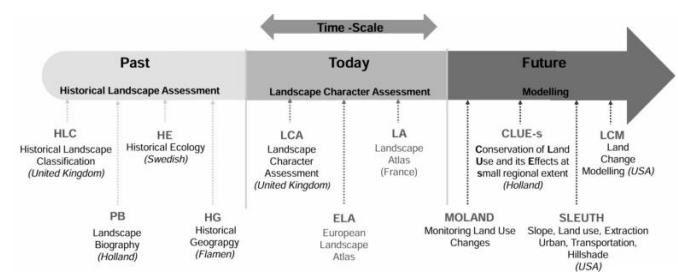 Time -Scale
Past
Today
Future
Historical Landscape Assessment
Landscape Character Assessment
Modelling
HLC
Historical Landscape
Classification
(United Kingdom)
HE
Historical Ecology
(Swedish)
LCA
Landscape
Character
Assessment
(United Kingdom)
LA
Landscape
Atlas
(France)
CLUE-s
Conservation of Land
Use and its Effects at
small regional extent
(Holland)
LCM
Land
Change
Modelling (USA)
PB
Landscape
Biography
(Holland)
HG
Historical
Geograpgy
(Flamen)
ELA
European
Landscape
Atlas
MOLAND
Monitoring Land Use
Changes
SLEUTH
Slope, Land use, Extraction
Urban, Transportation,
Hillshade
(USA)